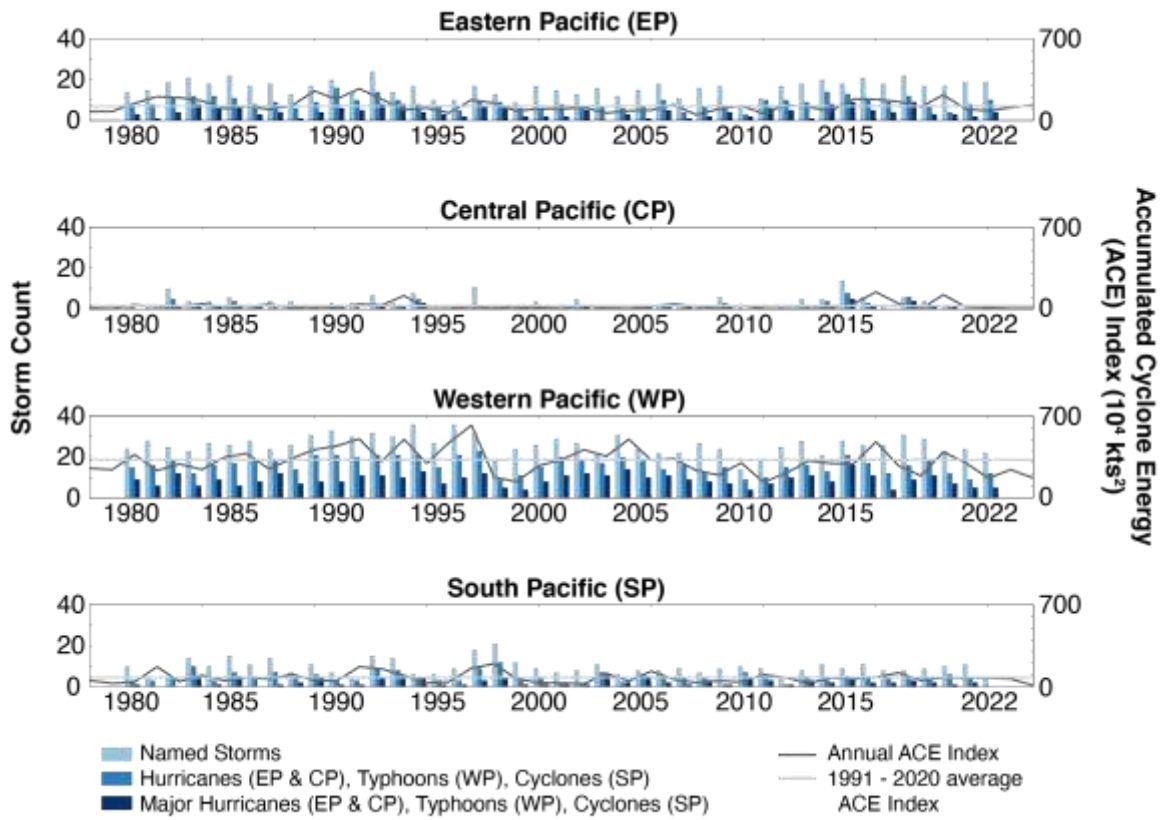 Eastern Pacific (EP)
40 700
20
0 0
1980 1985 1990 1995 2000 2005 2010 2015 2022
Central Pacific (CP)
40 700
20
0 0
1980 1985 1990 1995 2000 2005 2010 2015 2022
Storm Count
Accumulated Cyclone Energy
(ACE) Index (10⁴ kts²)
Western Pacific (WP)
40 700
20
0 0
1980 1985 1990 1995 2000 2005 2010 2015 2022
South Pacific (SP)
40 700
20
0 0
1980 1985 1990 1995 2000 2005 2010 2015 2022
Named Storms
Hurricanes (EP & CP), Typhoons (WP), Cyclones (SP)
Major Hurricanes (EP & CP), Typhoons (WP), Cyclones (SP)
Annual ACE Index
1991 - 2020 average
ACE Index